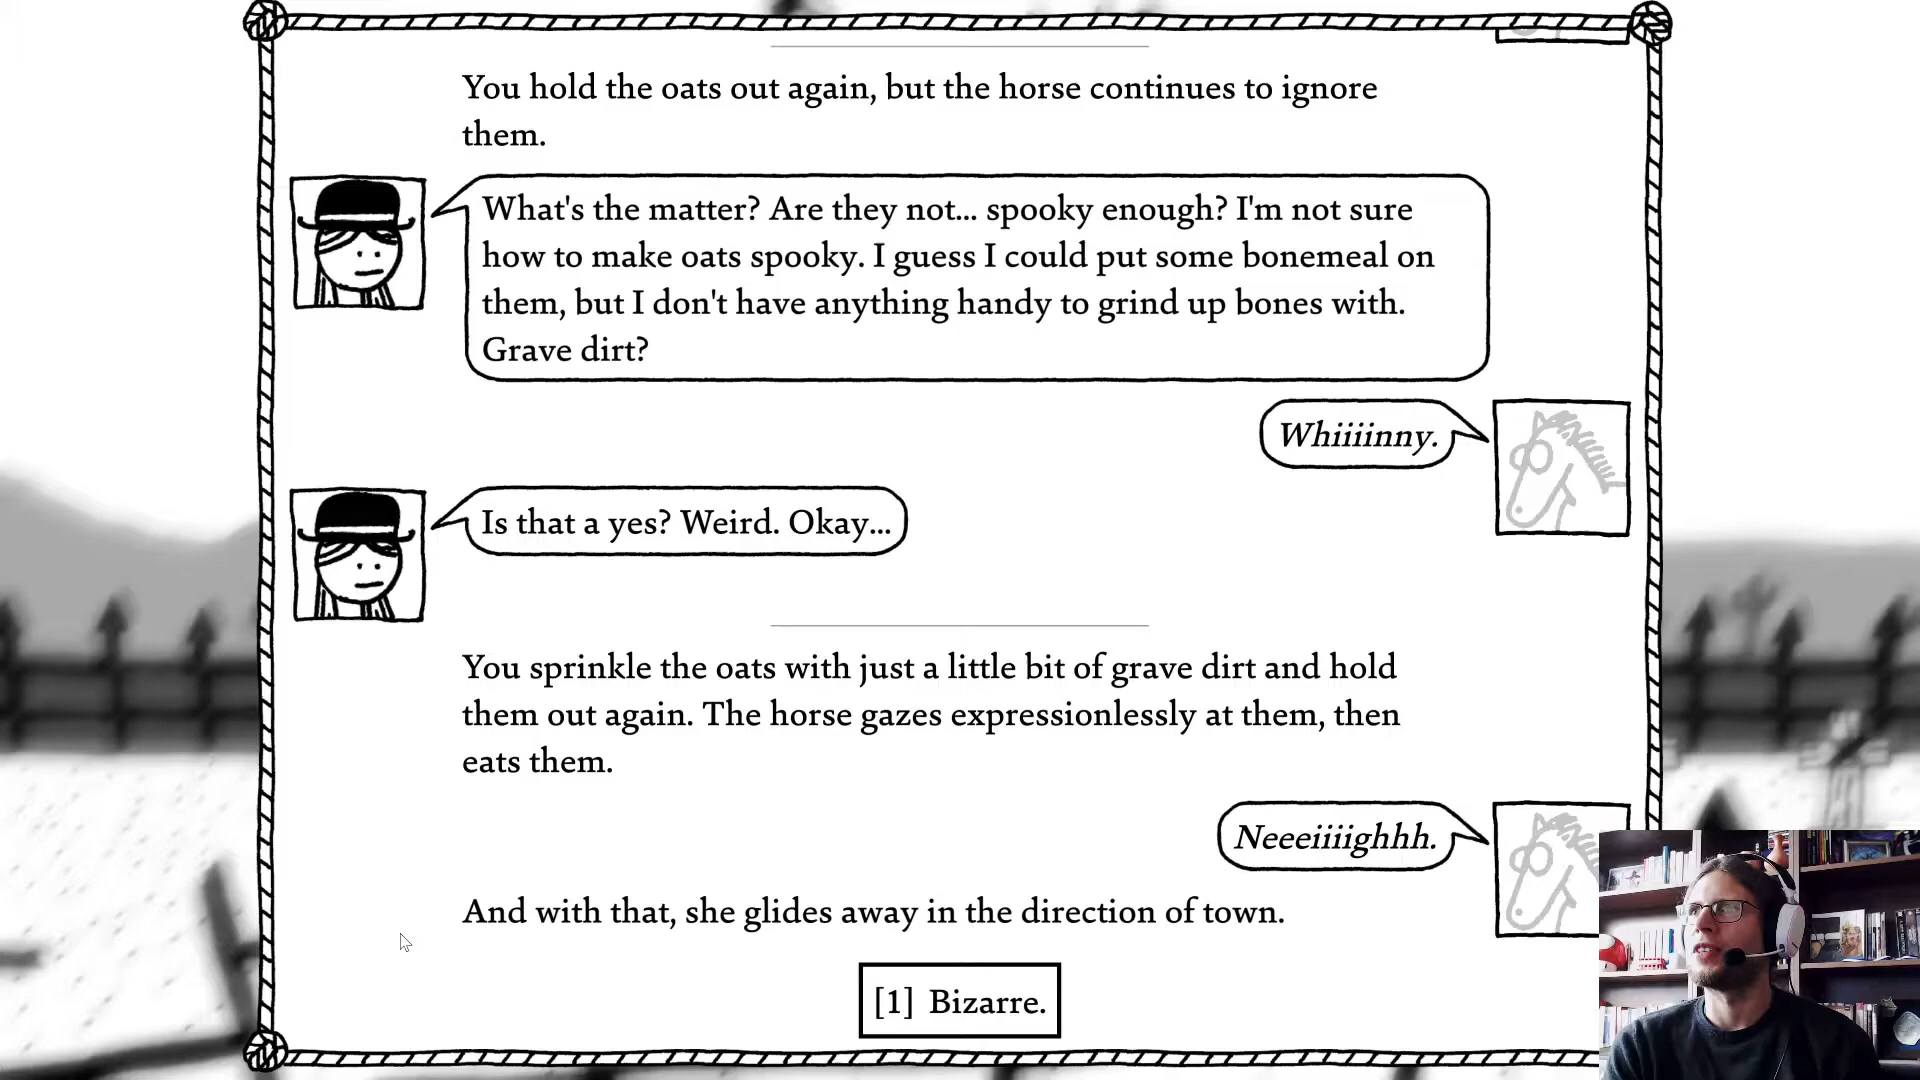 You hold the oats out again, but the horse continues to ignore
them.
What's the matter? Are they not... spooky enough? I'm not sure
how to make oats spooky. I guess I could put some bonemeal on
them, but I don't have anything handy to grind up bones with.
Grave dirt?
Whiiiinny.
Is that a yes? Weird. Okay...
You sprinkle the oats with just a little bit of grave dirt and hold
them out again. The horse gazes expressionlessly at them, then
eats them.
Neeeiiiighhh.
And with that, she glides away in the direction of town.
[1] Bizarre.